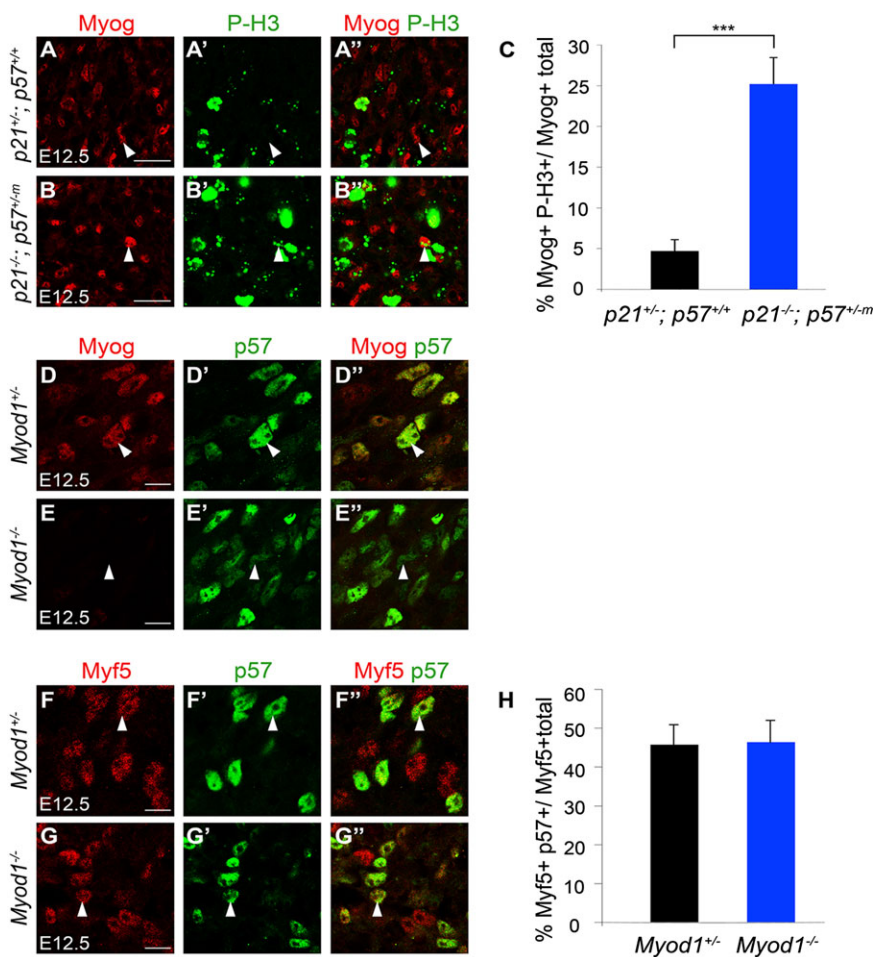 Myog P-H3 Myog P-H3
p21+/-; p57+/+
A A' A"
E12.5
p21-/-; p57+/-m
B B' B"
E12.5
C
% Myog+ P-H3+/ Myog+ total
30
25
20
15
10
5
0
***
p21+/-; p57+/+ p21-/-; p57+/-m
Myog p57 Myog p57
Myod1+/-
D D' D"
E12.5
Myod1-/-
E E' E"
E12.5
Myf5 p57 Myf5 p57
Myod1+/-
F F' F"
E12.5
Myod1-/-
G G' G"
E12.5
H
% Myf5+ p57+/ Myf5+total
60
50
40
30
20
10
0
Myod1+/- Myod1-/-